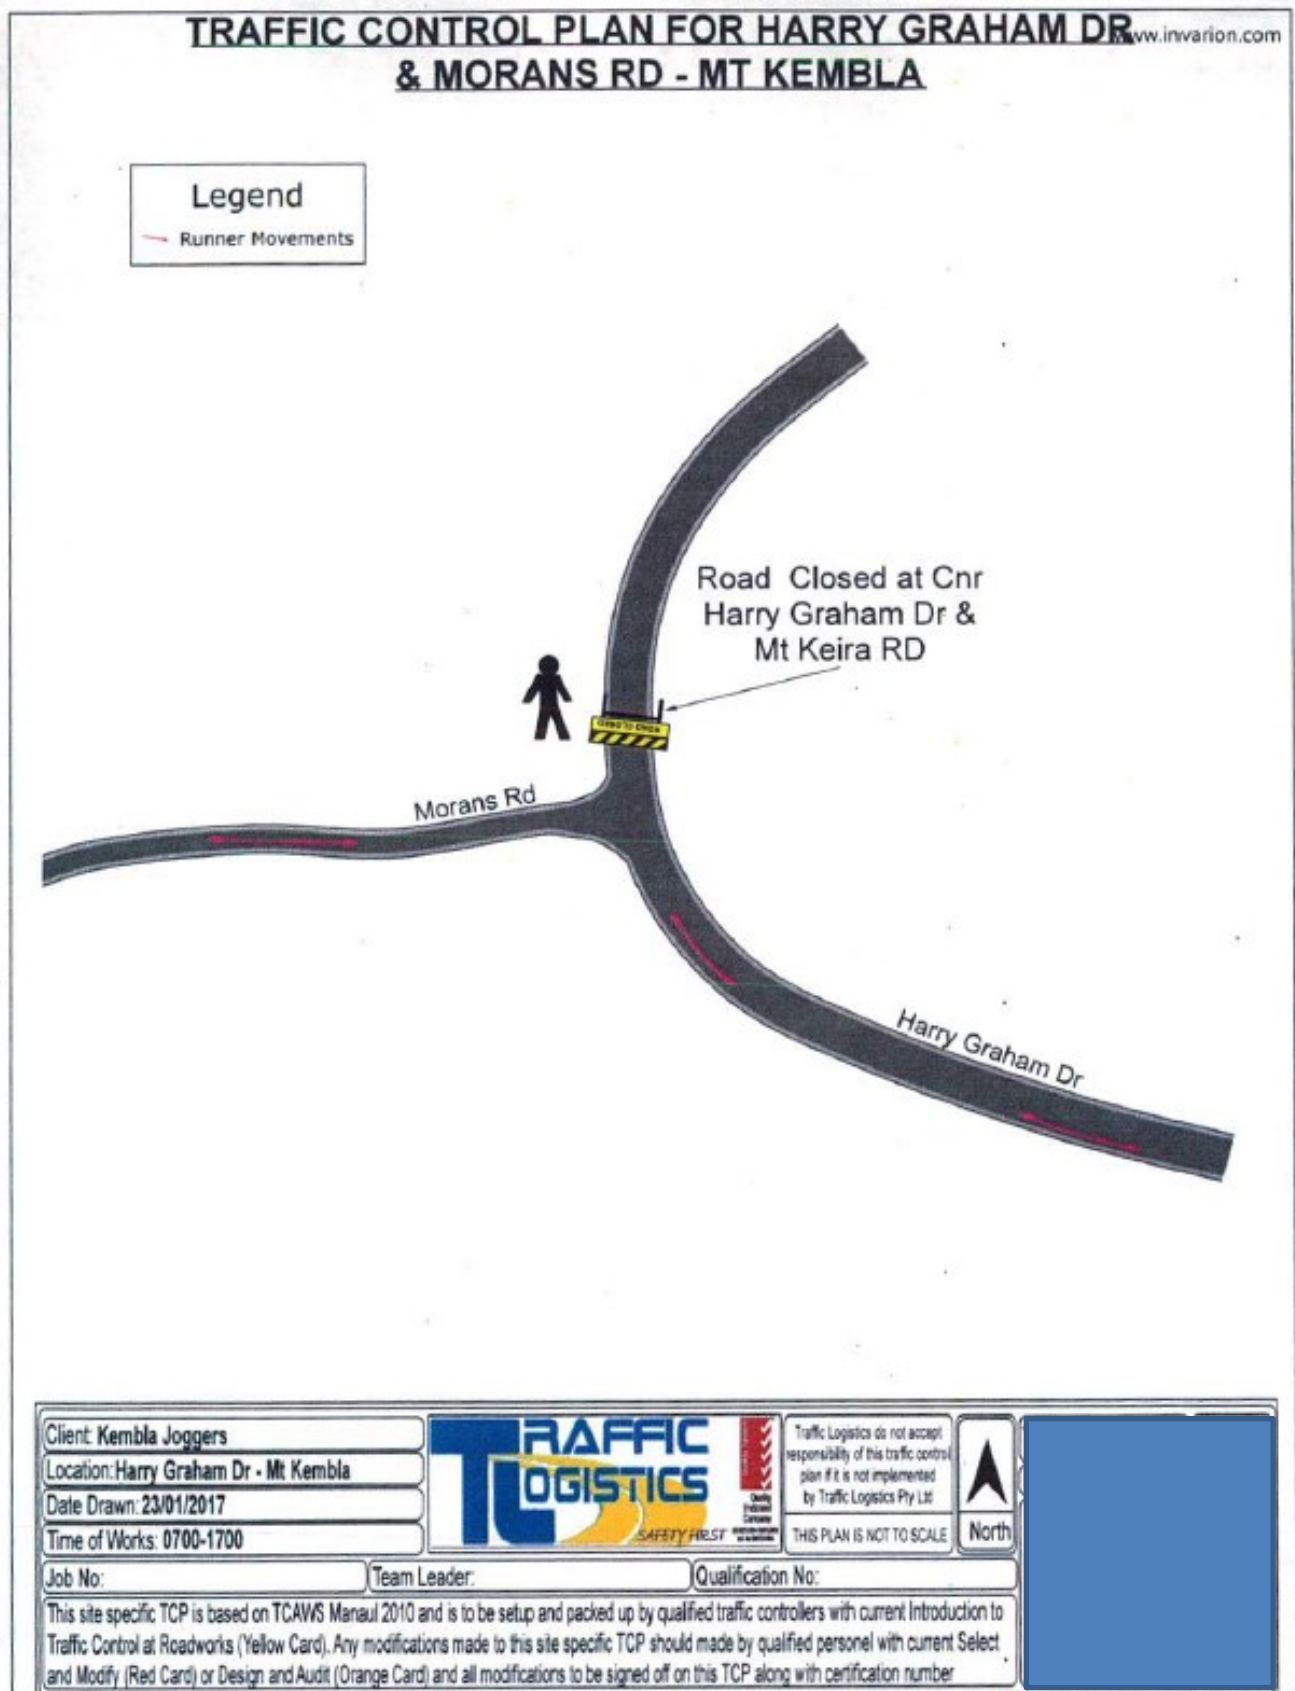 TRAFFIC CONTROL PLAN FOR HARRY GRAHAM DR
www.invarion.com
& MORANS RD - MT KEMBLA
Legend
Runner Movements
Road Closed at Cnr
Harry Graham Dr &
Mt Keira RD
Morans Rd
Harry Graham Dr
Client: Kembla Joggers
Location: Harry Graham Dr - Mt Kembla
Date Drawn: 23/01/2017
Time of Works: 0700-1700
TRAFFIC
LOGISTICS
SAFETY FIRST
Quality
Endorsed
Company
Traffic Logistics do not accept
responsibility of this traffic control
plan if it is not implemented
by Traffic Logistics Pty Ltd
THIS PLAN IS NOT TO SCALE
North
Job No:
Team Leader:
Qualification No:
This site specific TCP is based on TCAWS Manaul 2010 and is to be setup and packed up by qualified traffic controllers with current Introduction to
Traffic Control at Roadworks (Yellow Card). Any modifications made to this site specific TCP should made by qualified personel with current Select
and Modify (Red Card) or Design and Audit (Orange Card) and all modifications to be signed off on this TCP along with certification number